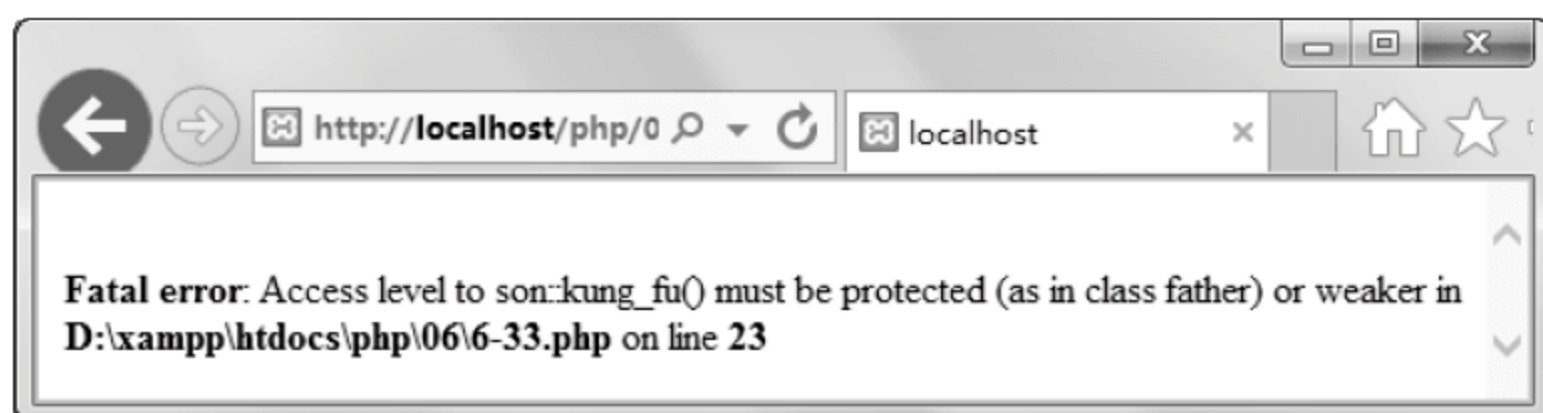 http://localhost/php/0
localhost
Fatal error: Access level to son::kung_fu() must be protected (as in class father) or weaker in
D:\xampp\htdocs\php\06\6-33.php on line 23